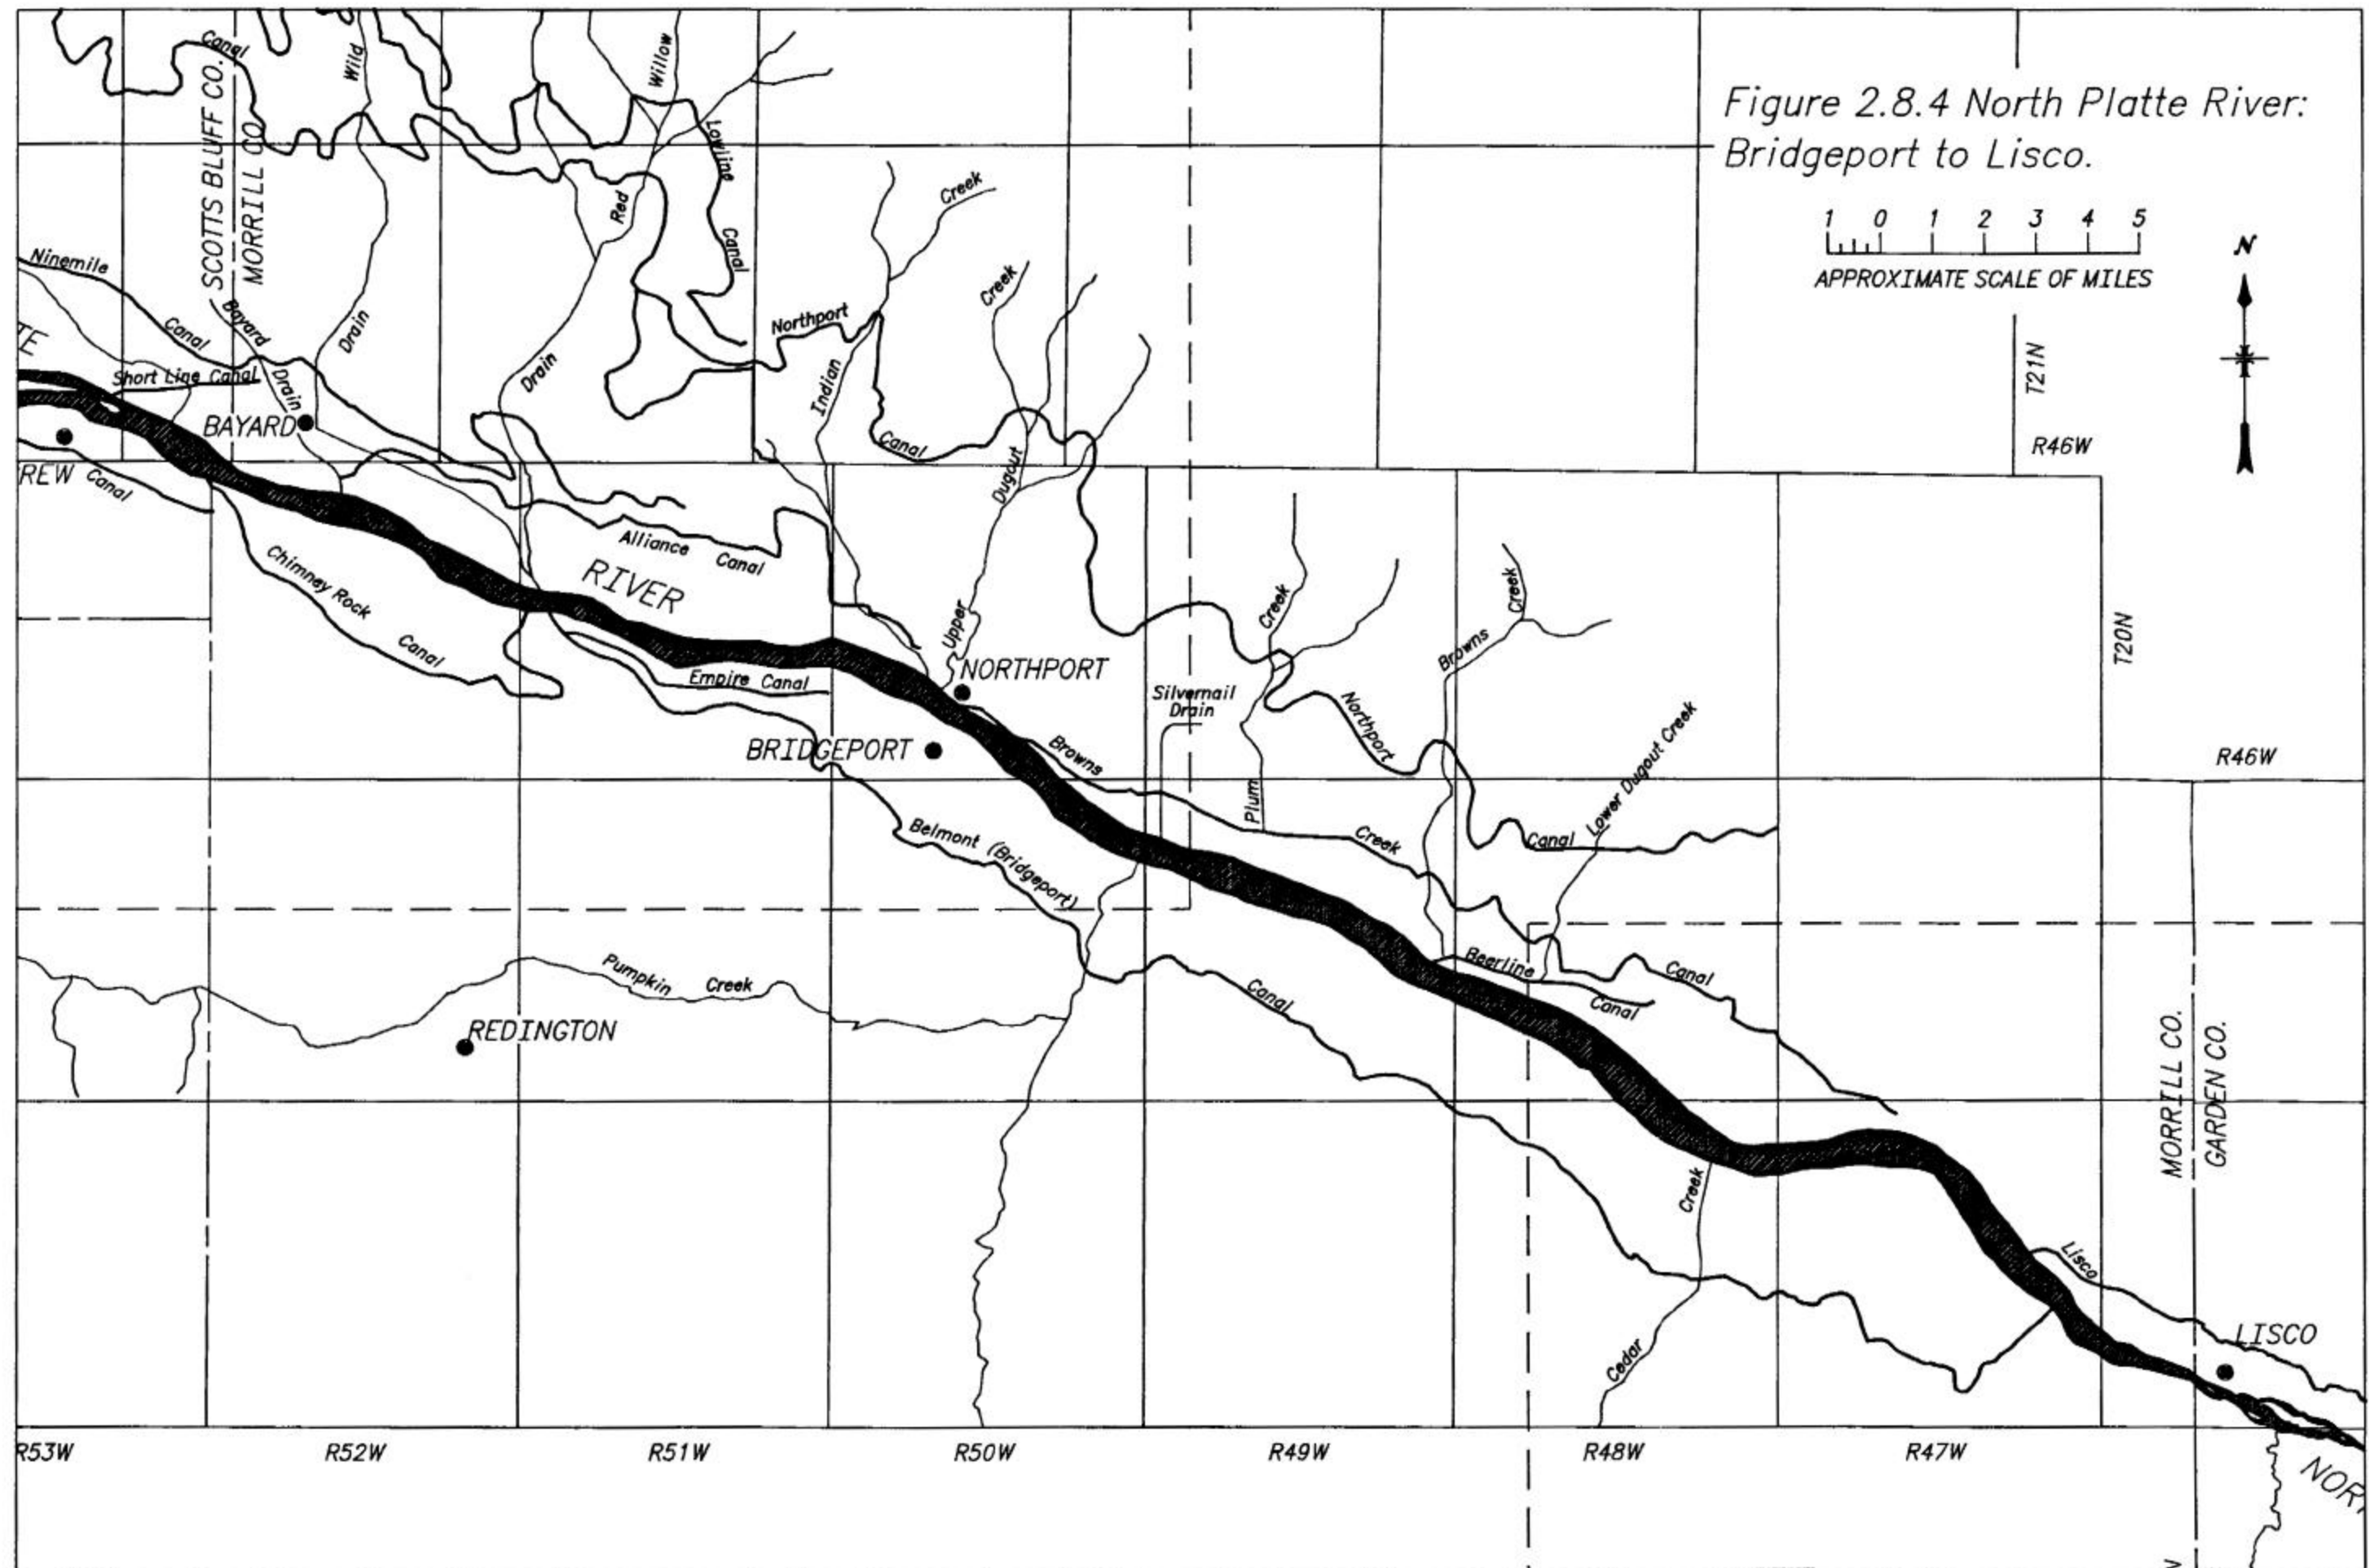 Figure 2.8.4 North Platte River:
Bridgeport to Lisco.
1 0 1 2 3 4 5
APPROXIMATE SCALE OF MILES
N
T21N
R46W
T20N
R46W
Canal
SCOTTS BLUFF CO.
MORRILL CO.
Wild
Willow
Lowline
Canal
Red
Creek
Creek
Ninemile
Canal
Bayard
Drain
Drain
Drain
Northport
Indian
Canal
Short Line Canal
BAYARD
TE
REW
Canal
Dugout
Upper
Alliance
Canal
RIVER
Chimney Rock
Canal
Empire Canal
NORTHPORT
BRIDGEPORT
Silvernail
Drain
Creek
Plum
Northport
Canal
Browns
Creek
Lower Dugout Creek
Browns
Creek
Canal
Belmont (Bridgeport)
Canal
Beerline
Canal
Pumpkin
Creek
REDINGTON
Creek
Cedar
MORRILL CO.
GARDEN CO.
Lisco
LISCO
R53W
R52W
R51W
R50W
R49W
R48W
R47W
NOR